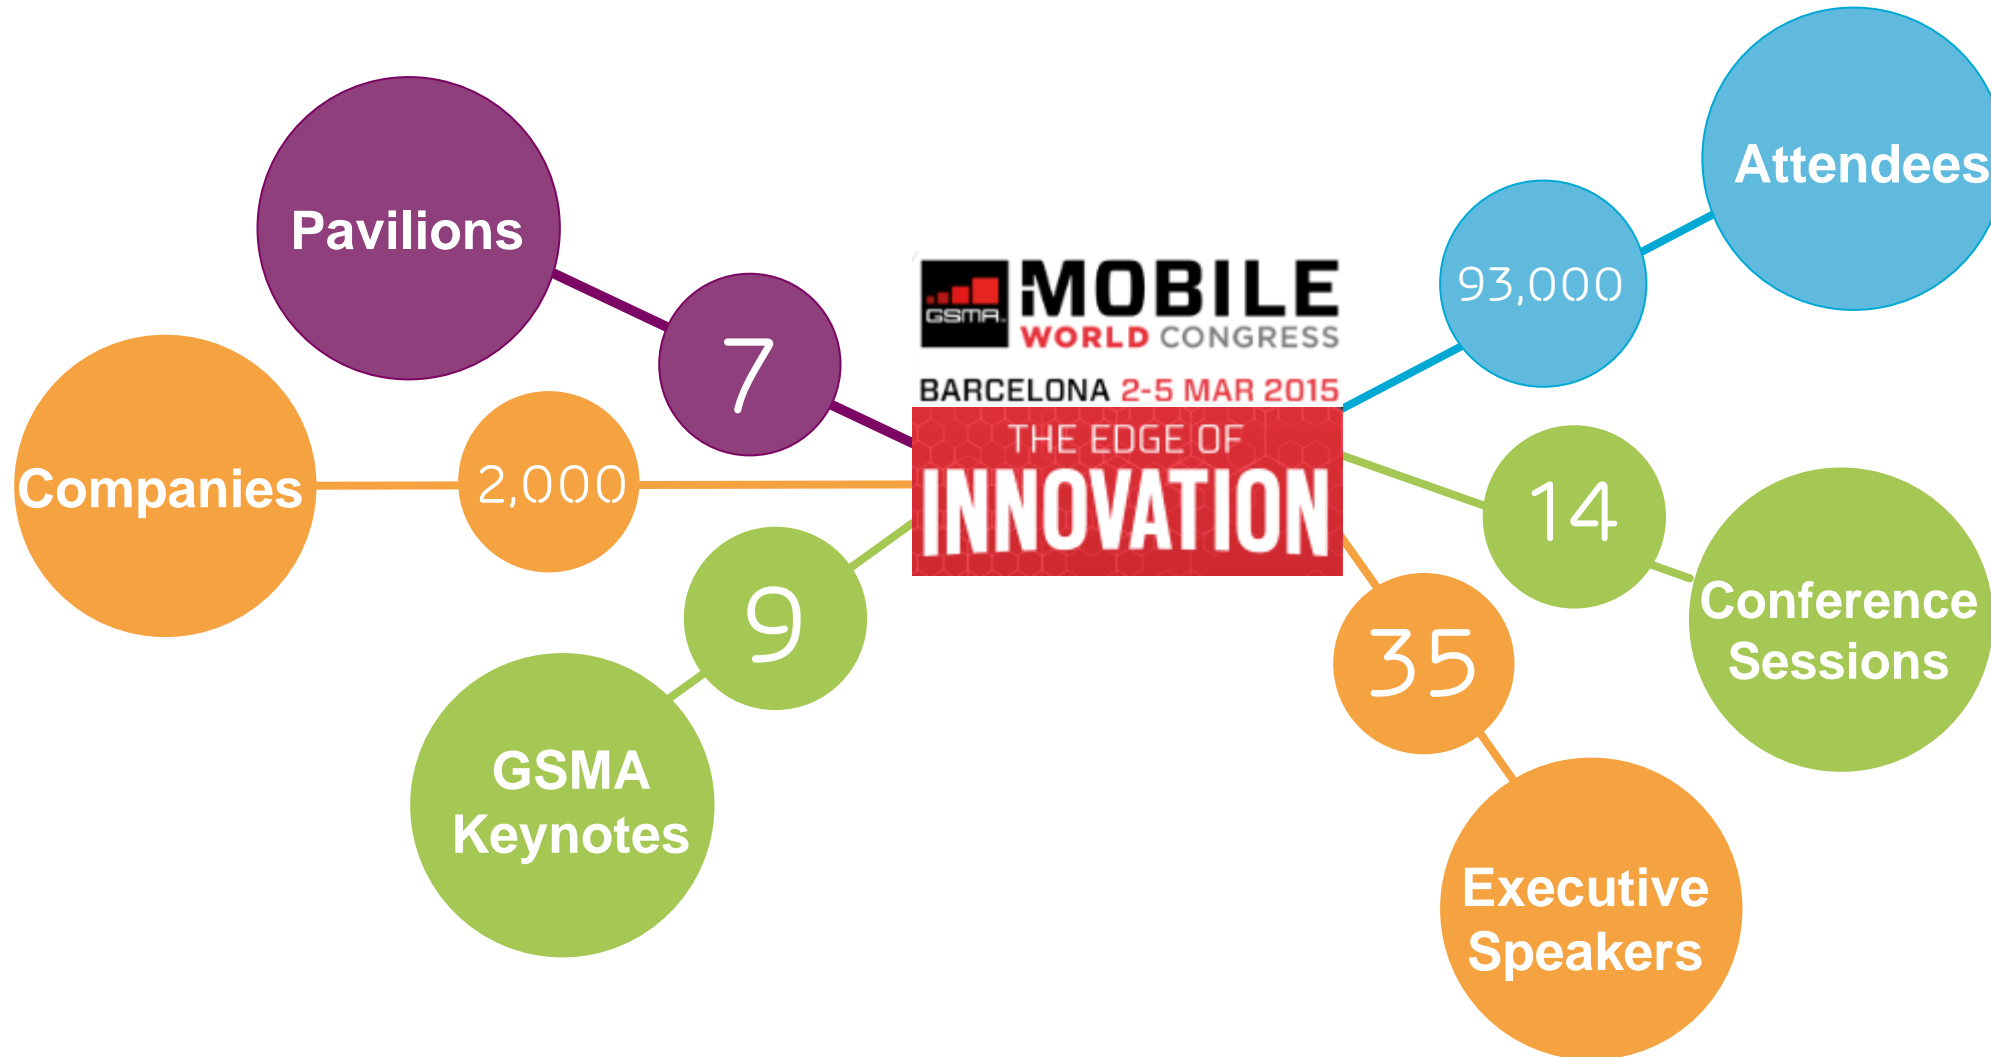 Pavilions
7
Companies
2,000
9
GSMA
Keynotes
GSMA
MOBILE
WORLD CONGRESS
BARCELONA 2-5 MAR 2015
THE EDGE OF
INNOVATION
Attendees
93,000
14
Conference
Sessions
35
Executive
Speakers